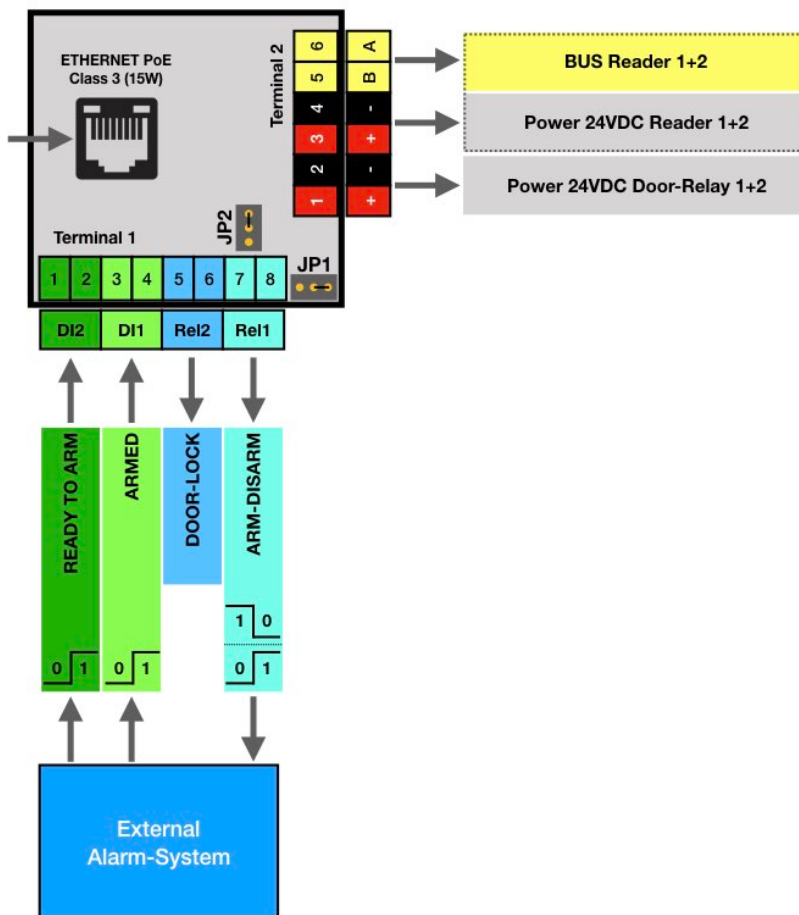 ETHERNET PoE
Class 3 (15W)
Terminal 2
6 A
5 B
4 -
3 +
2 -
1 +
BUS Reader 1+2
Power 24VDC Reader 1+2
Power 24VDC Door-Relay 1+2
JP2
Terminal 1
JP1
1 2 3 4 5 6 7 8
DI2 DI1 Rel2 Rel1
READY TO ARM
ARMED
DOOR-LOCK
ARM-DISARM
1 0
0 1
0 1
0 1
External
Alarm-System